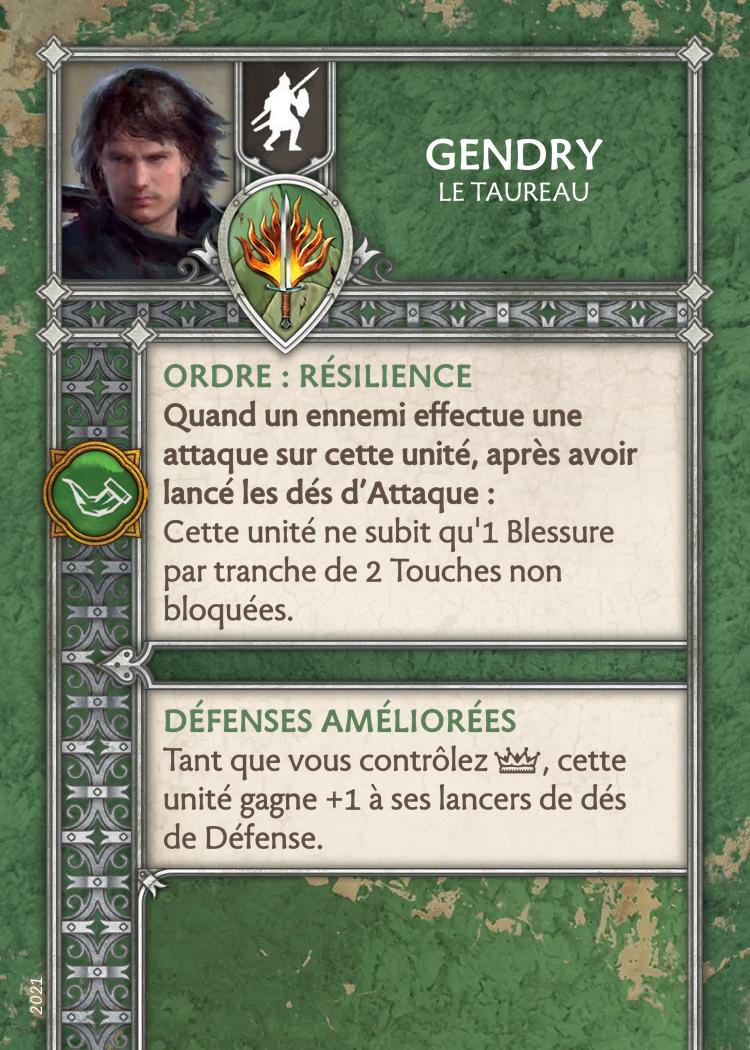 GENDRY
LE TAUREAU
ORDRE : RÉSILIENCE
Quand un ennemi effectue une
attaque sur cette unité, après avoir
lancé les dés d’Attaque :
Cette unité ne subit qu'1 Blessure
par tranche de 2 Touches non
bloquées.
DÉFENSES AMÉLIORÉES
Tant que vous contrôlez , cette
unité gagne +1 à ses lancers de dés
de Défense.
2021